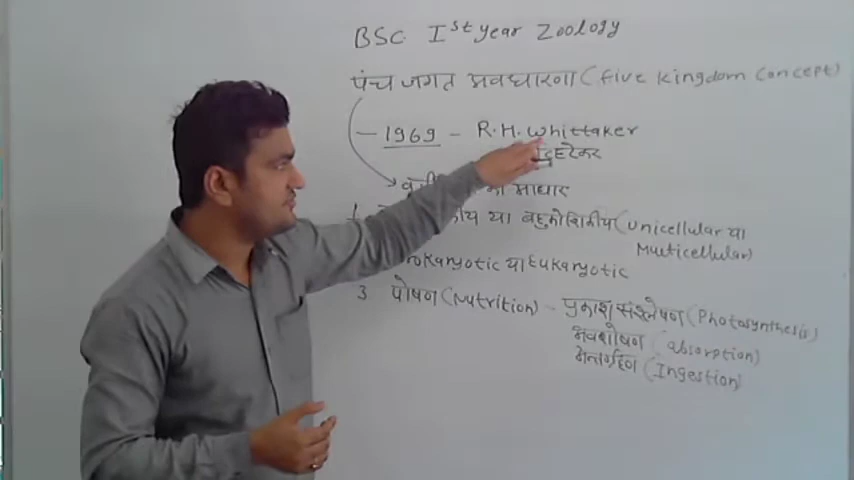 BSC Ist year Zoology
पंच जगत अवधारणा (five kingdom concept)
— 1969 — R.H. Whittaker
व्हिटेकर
का आधार
1 या बहुकोशिकीय (unicellular या
Multicellular)
या Eukaryotic
3 पोषण (Nutrition) - प्रकाश संश्लेषण (Photosynthesis)
अवशोषण (absorption)
अन्तर्ग्रहण (Ingestion)